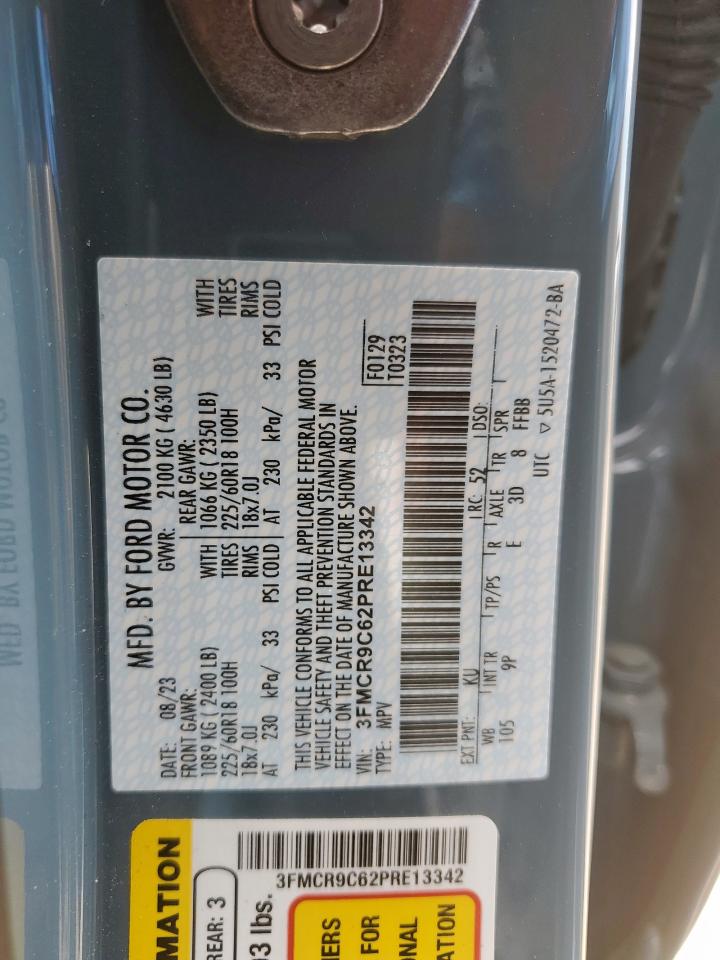 MFD. BY FORD MOTOR CO.
DATE: 08/23 GVWR: 2100 KG ( 4630 LB)
FRONT GAWR: REAR GAWR:
1089 KG ( 2400 LB) WITH 1066 KG ( 2350 LB) WITH
225/60R18 100H TIRES 225/60R18 100H TIRES
18x7.0J RIMS 18x7.0J RIMS
AT 230 kPa/ 33 PSI COLD AT 230 kPa/ 33 PSI COLD
THIS VEHICLE CONFORMS TO ALL APPLICABLE FEDERAL MOTOR
VEHICLE SAFETY AND THEFT PREVENTION STANDARDS IN
EFFECT ON THE DATE OF MANUFACTURE SHOWN ABOVE.
VIN: 3FMCR9C62PRE13342 F0129
TYPE: MPV T0323
EXT PNT: KU RC: 52 DSO:
WB INT TR TP/PS R AXLE TR SPR
105 9P E 3D 8 FFBB
UTC ▽ 5U5A-1520472-BA
MATION
REAR: 3
3FMCR9C62PRE13342